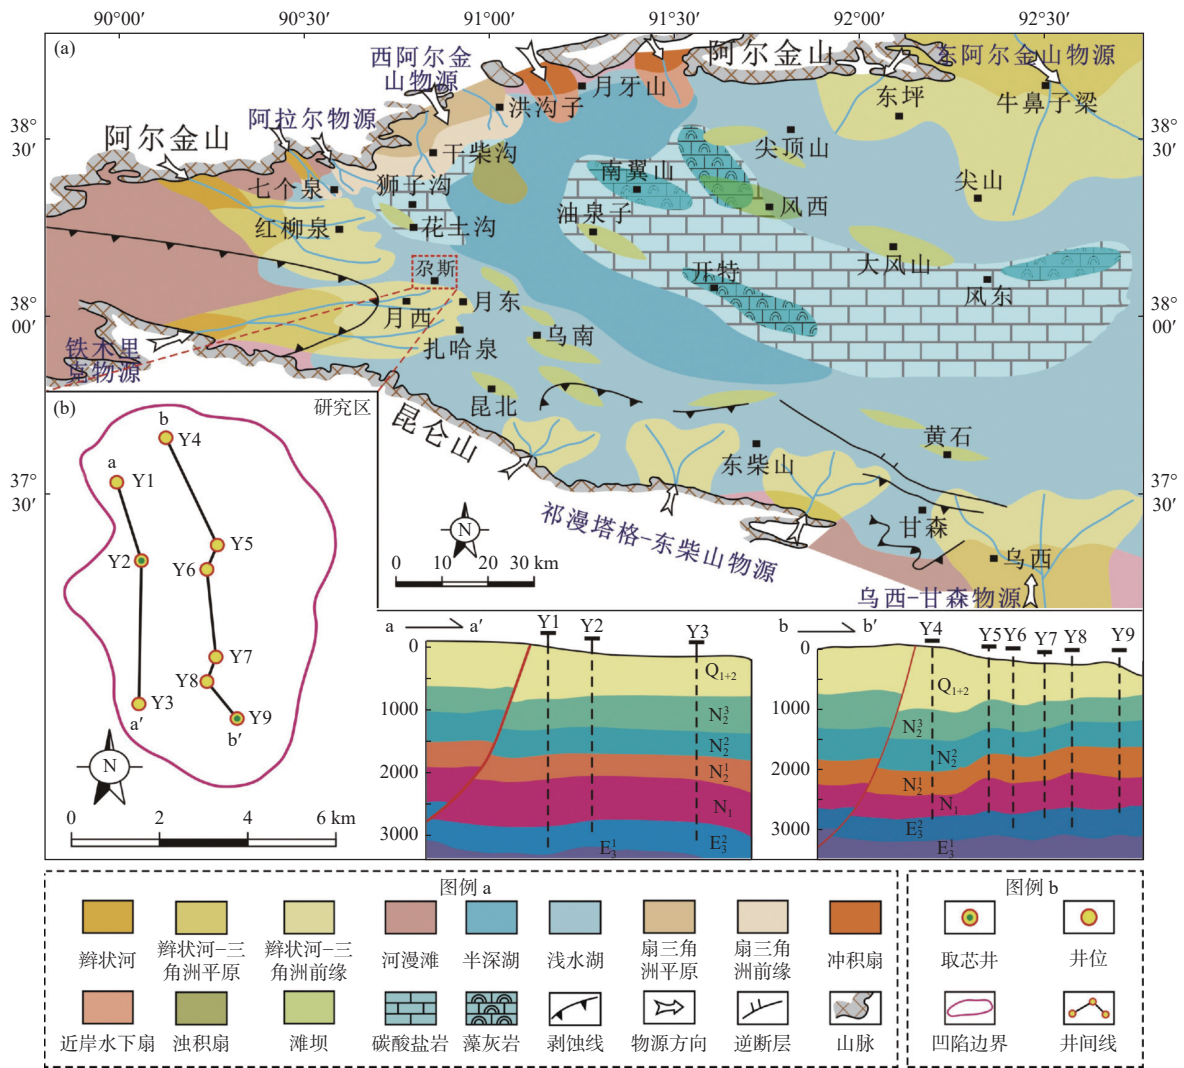 90°00′ 90°30′ 91°00′ 91°30′ 92°00′ 92°30′
(a)
西阿尔金
山物源
阿尔金山
东阿尔金山物源
月牙山
洪沟子
东坪
牛鼻子梁
38°
30′
38°
30′
阿拉尔物源
阿尔金山
干柴沟
尖顶山
七个泉
狮子沟
南翼山
尖山
红柳泉
花土沟
油泉子
风西
尕斯
大风山
开特
风东
38°
00′
38°
00′
月西
月东
铁木里
克物源
扎哈泉
乌南
昆北
(b)
研究区
昆仑山
黄石
东柴山
37°
30′
37°
30′
祁漫塔格-东柴山物源
甘森
乌西
乌西-甘森物源
N
0 10 20 30 km
b
Y4
a
Y1
Y2
Y5
Y6
Y7
Y8
Y3
a′
Y9
b′
N
0 2 4 6 km
a a′ Y1 Y2 Y3
0
1000
2000
3000
Q1+2
N₂³
N₂²
N₂¹
N₁
E₃²
E₃¹
b b′ Y4 Y5 Y6 Y7 Y8 Y9
0
1000
2000
3000
Q1+2
N₂³
N₂²
N₂¹
N₁
E₃²
E₃¹
图例 a
辫状河
辫状河-三
角洲平原
辫状河-三
角洲前缘
河漫滩
半深湖
浅水湖
扇三角
洲平原
扇三角
洲前缘
冲积扇
近岸水下扇
浊积扇
滩坝
碳酸盐岩
藻灰岩
剥蚀线
物源方向
逆断层
山脉
图例 b
取芯井
井位
凹陷边界
井间线